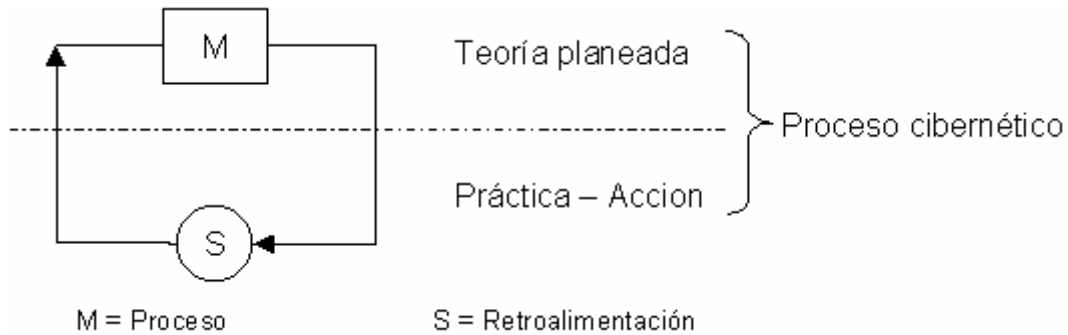 M
Teoría planeada
Proceso cibernético
Práctica – Accion
S
M = Proceso
S = Retroalimentación